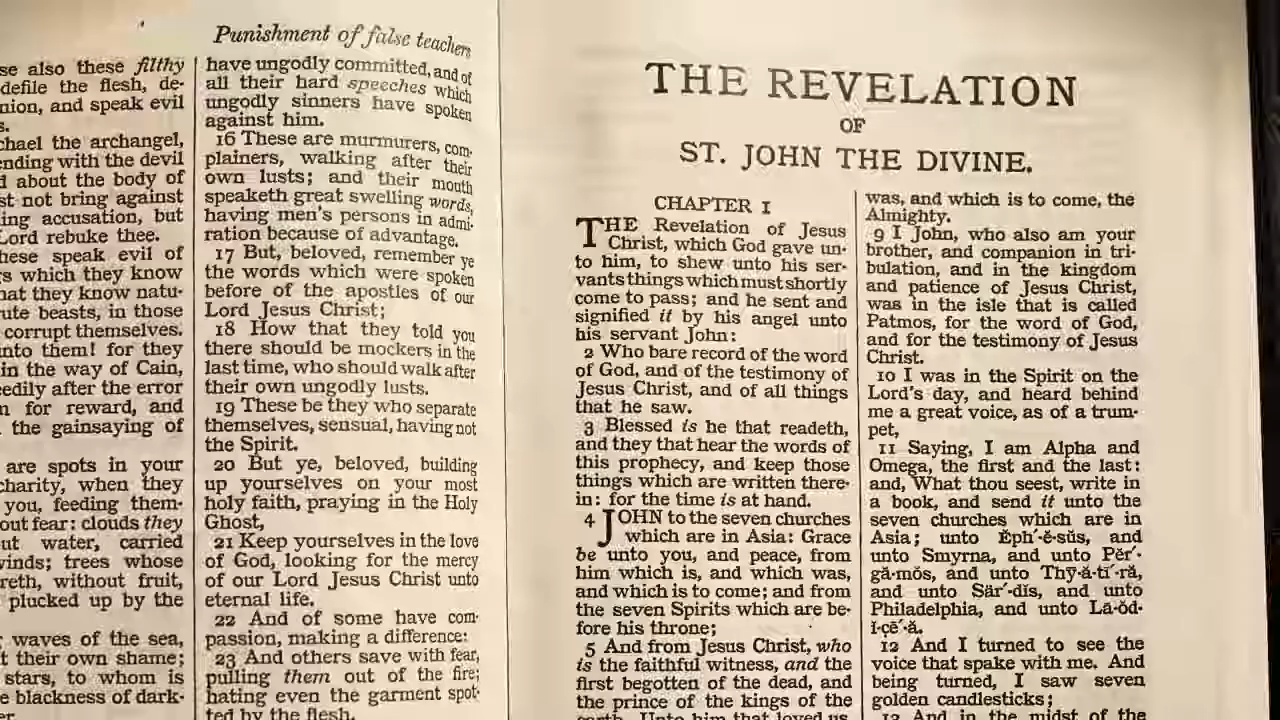 Punishment of false teachers
se also these filthy
defile the flesh, de-
nion, and speak evil
s.
chael the archangel,
ending with the devil
d about the body of
st not bring against
ling accusation, but
Lord rebuke thee.
hese speak evil of
s which they know
hat they know natu-
ute beasts, in those
corrupt themselves.
nto them! for they
in the way of Cain,
eedily after the error
n for reward, and
the gainsaying of
are spots in your
charity, when they
you, feeding them-
out fear: clouds they
ut water, carried
vinds; trees whose
reth, without fruit,
plucked up by the
waves of the sea,
t their own shame;
stars, to whom is
e blackness of dark-
er.
have ungodly committed, and of
all their hard speeches which
ungodly sinners have spoken
against him.
16 These are murmurers, com-
plainers, walking after their
own lusts; and their mouth
speaketh great swelling words,
having men's persons in admi-
ration because of advantage.
17 But, beloved, remember ye
the words which were spoken
before of the apostles of our
Lord Jesus Christ;
18 How that they told you
there should be mockers in the
last time, who should walk after
their own ungodly lusts.
19 These be they who separate
themselves, sensual, having not
the Spirit.
20 But ye, beloved, building
up yourselves on your most
holy faith, praying in the Holy
Ghost,
21 Keep yourselves in the love
of God, looking for the mercy
of our Lord Jesus Christ unto
eternal life.
22 And of some have com-
passion, making a difference:
23 And others save with fear,
pulling them out of the fire;
hating even the garment spot-
ted by the flesh.
THE REVELATION
OF
ST. JOHN THE DIVINE.
CHAPTER 1
THE Revelation of Jesus
Christ, which God gave un-
to him, to shew unto his ser-
vants things which must shortly
come to pass; and he sent and
signified it by his angel unto
his servant John:
2 Who bare record of the word
of God, and of the testimony of
Jesus Christ, and of all things
that he saw.
3 Blessed is he that readeth,
and they that hear the words of
this prophecy, and keep those
things which are written there-
in: for the time is at hand.
4 JOHN to the seven churches
which are in Asia: Grace
be unto you, and peace, from
him which is, and which was,
and which is to come; and from
the seven Spirits which are be-
fore his throne;
5 And from Jesus Christ, who
is the faithful witness, and the
first begotten of the dead, and
the prince of the kings of the
earth. Unto him that loved us,
was, and which is to come, the
Almighty.
9 I John, who also am your
brother, and companion in tri-
bulation, and in the kingdom
and patience of Jesus Christ,
was in the isle that is called
Patmos, for the word of God,
and for the testimony of Jesus
Christ.
10 I was in the Spirit on the
Lord's day, and heard behind
me a great voice, as of a trum-
pet,
11 Saying, I am Alpha and
Omega, the first and the last:
and, What thou seest, write in
a book, and send it unto the
seven churches which are in
Asia; unto Ĕph´-ĕ-sŭs, and
unto Smyrna, and unto Pẽr´-
gă-mŏs, and unto Thȳ-ă-tī´-ră,
and unto Sär´-dĭs, and unto
Philadelphia, and unto Lā-ŏd-
ĭ-çē´-ă.
12 And I turned to see the
voice that spake with me. And
being turned, I saw seven
golden candlesticks;
13 And in the midst of the